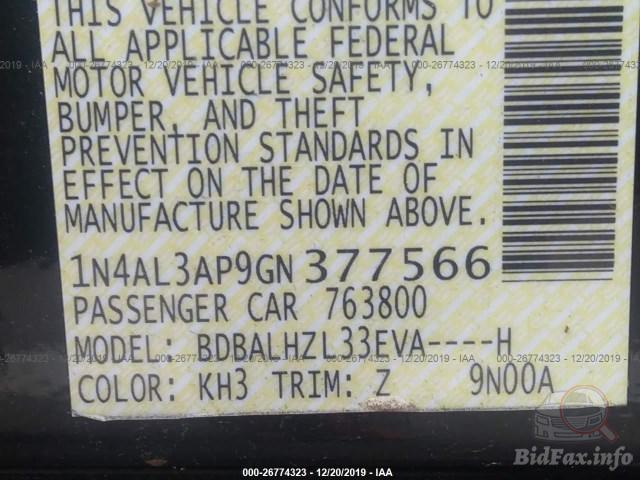 THIS VEHICLE CONFORMS TO
ALL APPLICABLE FEDERAL
MOTOR VEHICLE SAFETY,
BUMPER, AND THEFT
PREVENTION STANDARDS IN
EFFECT ON THE DATE OF
MANUFACTURE SHOWN ABOVE.
1N4AL3AP9GN377566
PASSENGER CAR 763800
MODEL: BDBALHZL33EVA----H
COLOR: KH3 TRIM: Z 9N00A
000-26774323 - 12/20/2019 - IAA
BidFax.info